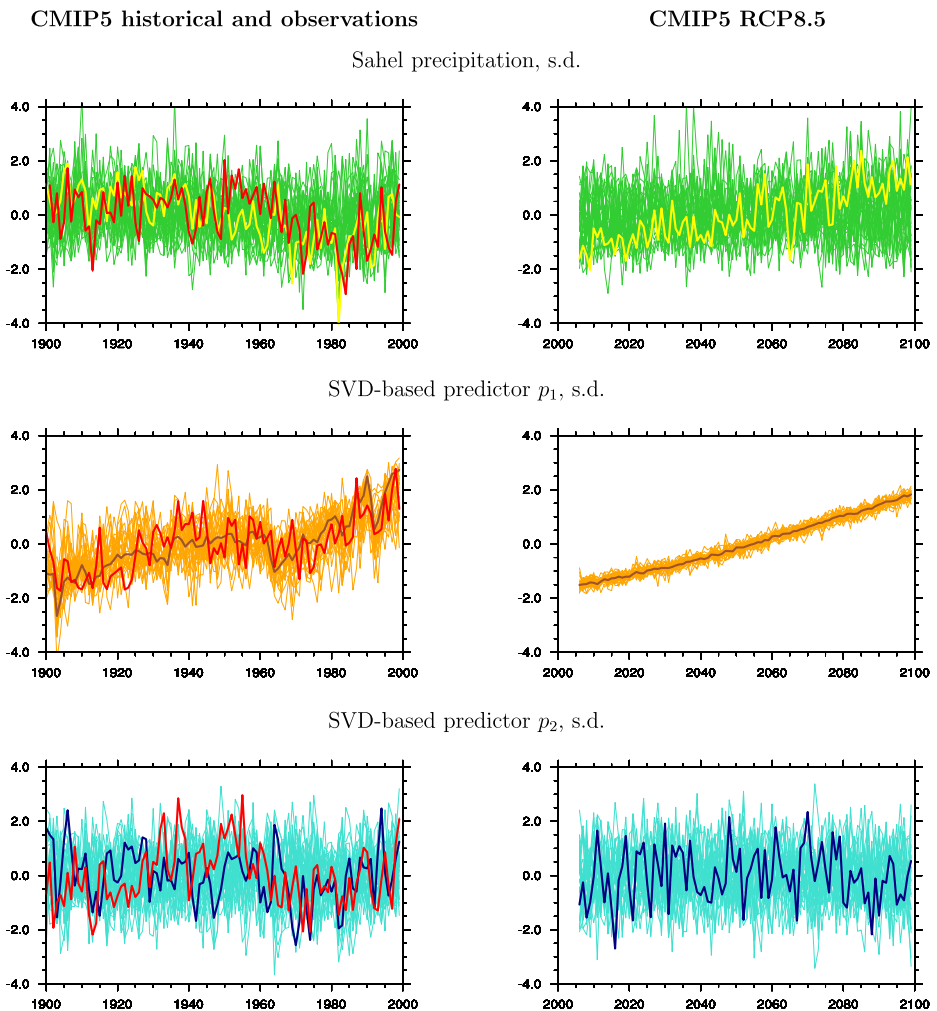 CMIP5 historical and observations CMIP5 RCP8.5
Sahel precipitation, s.d.
4.0 4.0
2.0 2.0
0.0 0.0
-2.0 -2.0
-4.0 -4.0
1900 1920 1940 1960 1980 2000 2000 2020 2040 2060 2080 2100
SVD-based predictor p1, s.d.
4.0 4.0
2.0 2.0
0.0 0.0
-2.0 -2.0
-4.0 -4.0
1900 1920 1940 1960 1980 2000 2000 2020 2040 2060 2080 2100
SVD-based predictor p2, s.d.
4.0 4.0
2.0 2.0
0.0 0.0
-2.0 -2.0
-4.0 -4.0
1900 1920 1940 1960 1980 2000 2000 2020 2040 2060 2080 2100